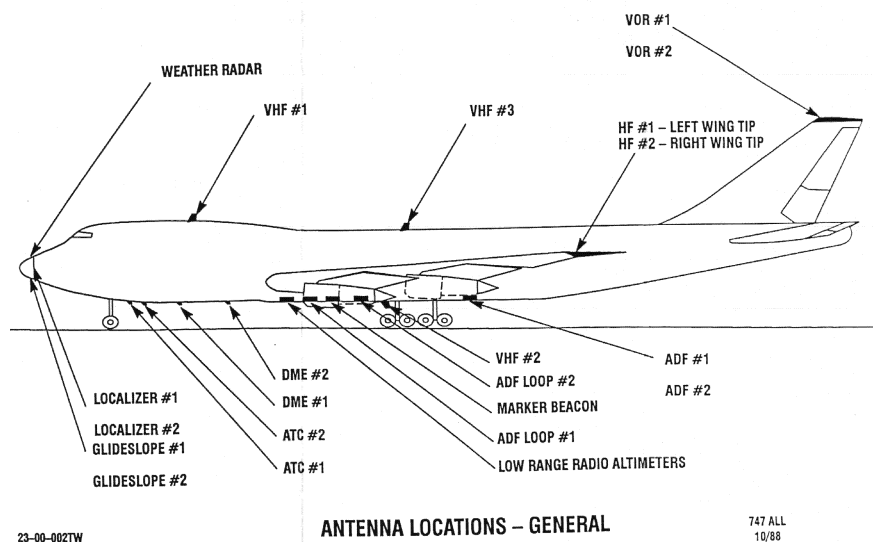 VOR #1
VOR #2
WEATHER RADAR
VHF #1
VHF #3
HF #1 – LEFT WING TIP
HF #2 – RIGHT WING TIP
VHF #2
ADF #1
ADF LOOP #2
ADF #2
MARKER BEACON
ADF LOOP #1
LOW RANGE RADIO ALTIMETERS
DME #2
DME #1
ATC #2
ATC #1
LOCALIZER #1
LOCALIZER #2
GLIDESLOPE #1
GLIDESLOPE #2
ANTENNA LOCATIONS – GENERAL
747 ALL
10/88
23–00–002TW